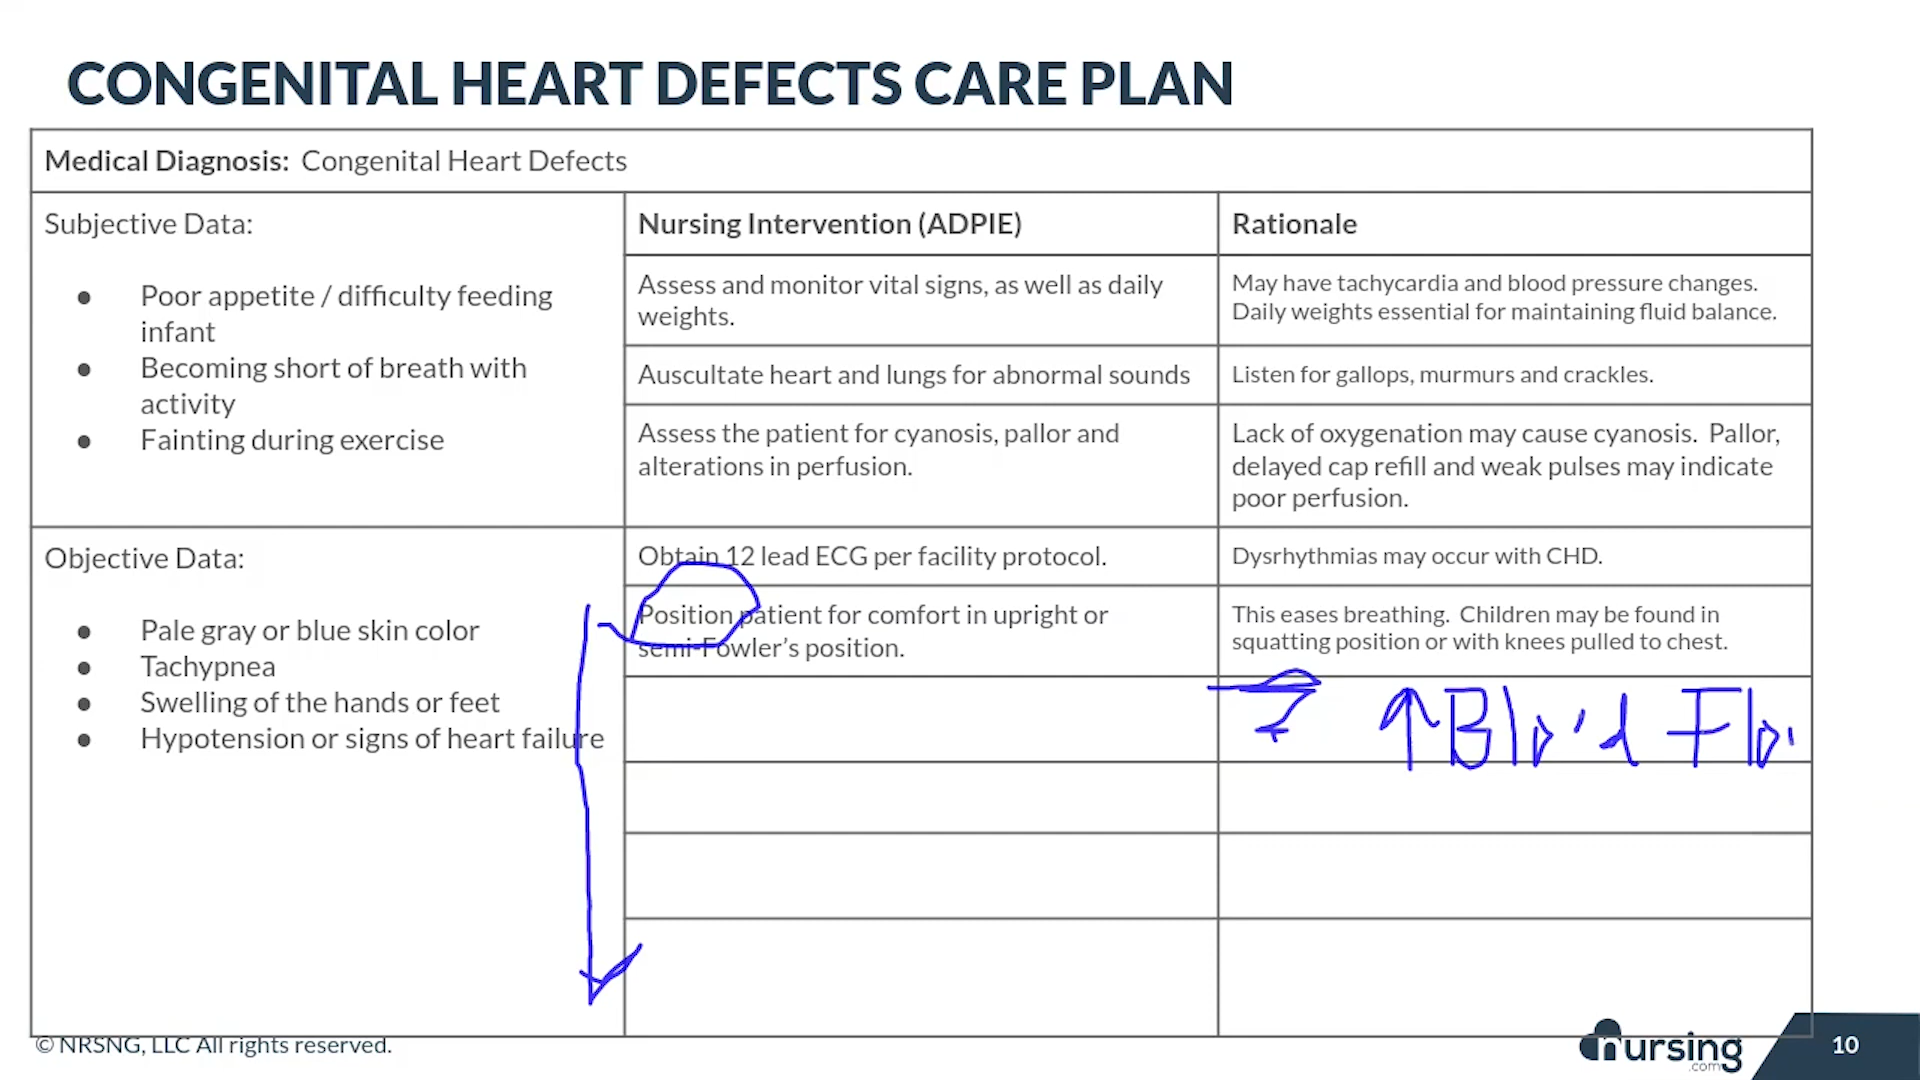 CONGENITAL HEART DEFECTS CARE PLAN
Medical Diagnosis: Congenital Heart Defects
Subjective Data:
● Poor appetite / difficulty feeding
infant
● Becoming short of breath with
activity
● Fainting during exercise
Nursing Intervention (ADPIE)
Rationale
Assess and monitor vital signs, as well as daily
weights.
May have tachycardia and blood pressure changes.
Daily weights essential for maintaining fluid balance.
Auscultate heart and lungs for abnormal sounds
Listen for gallops, murmurs and crackles.
Assess the patient for cyanosis, pallor and
alterations in perfusion.
Lack of oxygenation may cause cyanosis. Pallor,
delayed cap refill and weak pulses may indicate
poor perfusion.
Objective Data:
● Pale gray or blue skin color
● Tachypnea
● Swelling of the hands or feet
● Hypotension or signs of heart failure
Obtain 12 lead ECG per facility protocol.
Dysrhythmias may occur with CHD.
Position patient for comfort in upright or
semi-Fowler's position.
This eases breathing. Children may be found in
squatting position or with knees pulled to chest.
↑ Blood Flo
© NRSNG, LLC All rights reserved.
nursing
.com
10